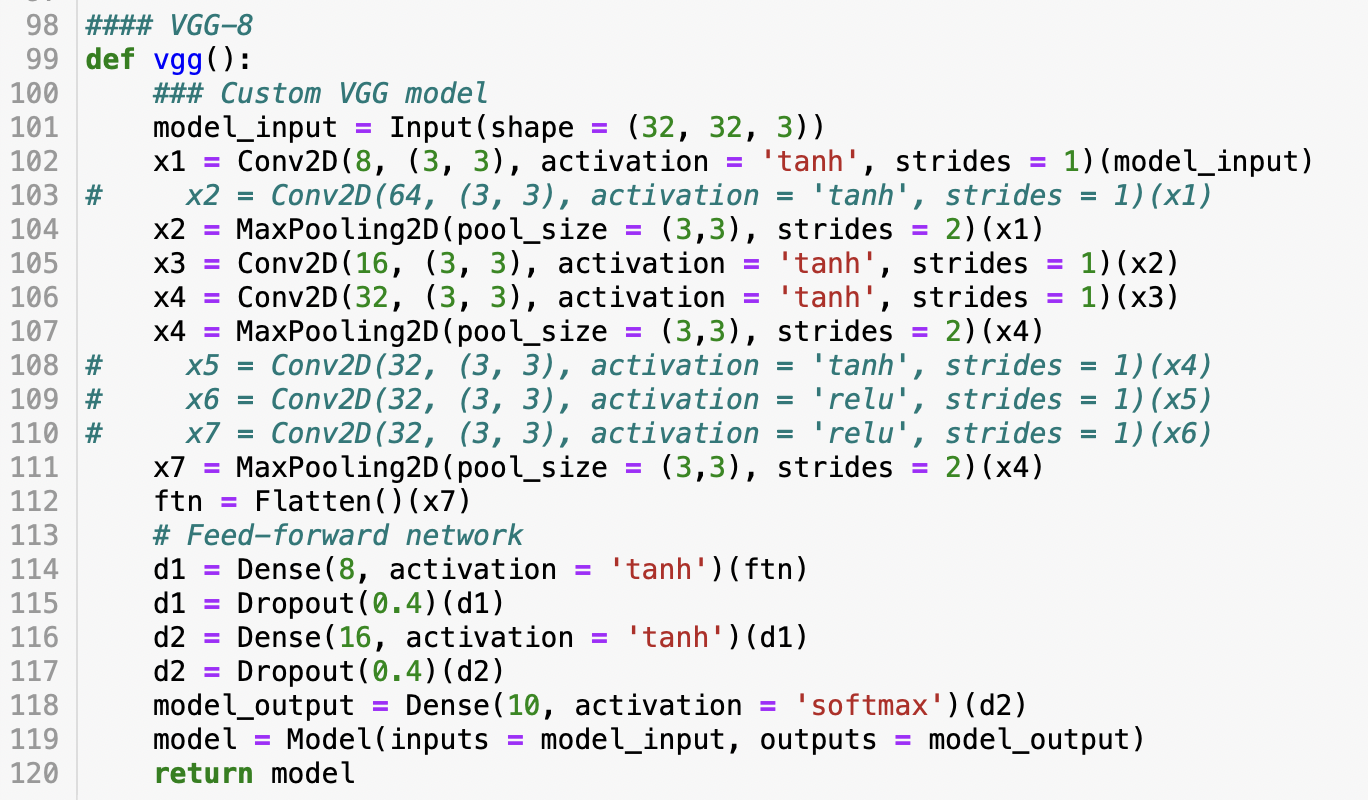 98 #### VGG-8
99 def vgg():
100     ### Custom VGG model
101     model_input = Input(shape = (32, 32, 3))
102     x1 = Conv2D(8, (3, 3), activation = 'tanh', strides = 1)(model_input)
103 #     x2 = Conv2D(64, (3, 3), activation = 'tanh', strides = 1)(x1)
104     x2 = MaxPooling2D(pool_size = (3,3), strides = 2)(x1)
105     x3 = Conv2D(16, (3, 3), activation = 'tanh', strides = 1)(x2)
106     x4 = Conv2D(32, (3, 3), activation = 'tanh', strides = 1)(x3)
107     x4 = MaxPooling2D(pool_size = (3,3), strides = 2)(x4)
108 #     x5 = Conv2D(32, (3, 3), activation = 'tanh', strides = 1)(x4)
109 #     x6 = Conv2D(32, (3, 3), activation = 'relu', strides = 1)(x5)
110 #     x7 = Conv2D(32, (3, 3), activation = 'relu', strides = 1)(x6)
111     x7 = MaxPooling2D(pool_size = (3,3), strides = 2)(x4)
112     ftn = Flatten()(x7)
113     # Feed-forward network
114     d1 = Dense(8, activation = 'tanh')(ftn)
115     d1 = Dropout(0.4)(d1)
116     d2 = Dense(16, activation = 'tanh')(d1)
117     d2 = Dropout(0.4)(d2)
118     model_output = Dense(10, activation = 'softmax')(d2)
119     model = Model(inputs = model_input, outputs = model_output)
120     return model